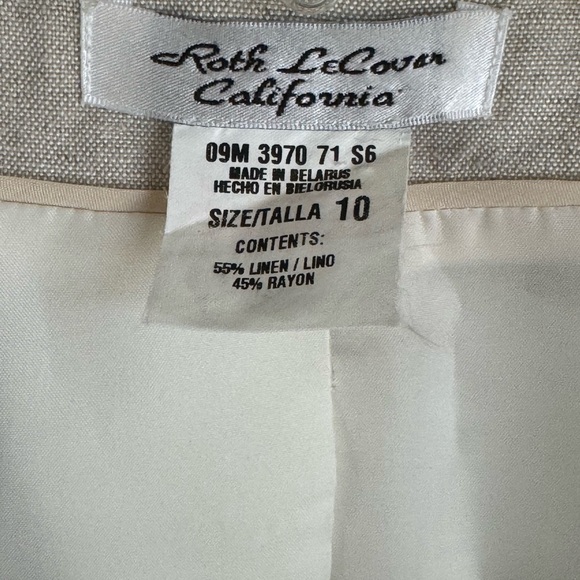 Roth LeCover
California
09M 3970 71 S6
MADE IN BELARUS
HECHO EN BIELORUSIA
SIZE/TALLA 10
CONTENTS:
55% LINEN / LINO
45% RAYON